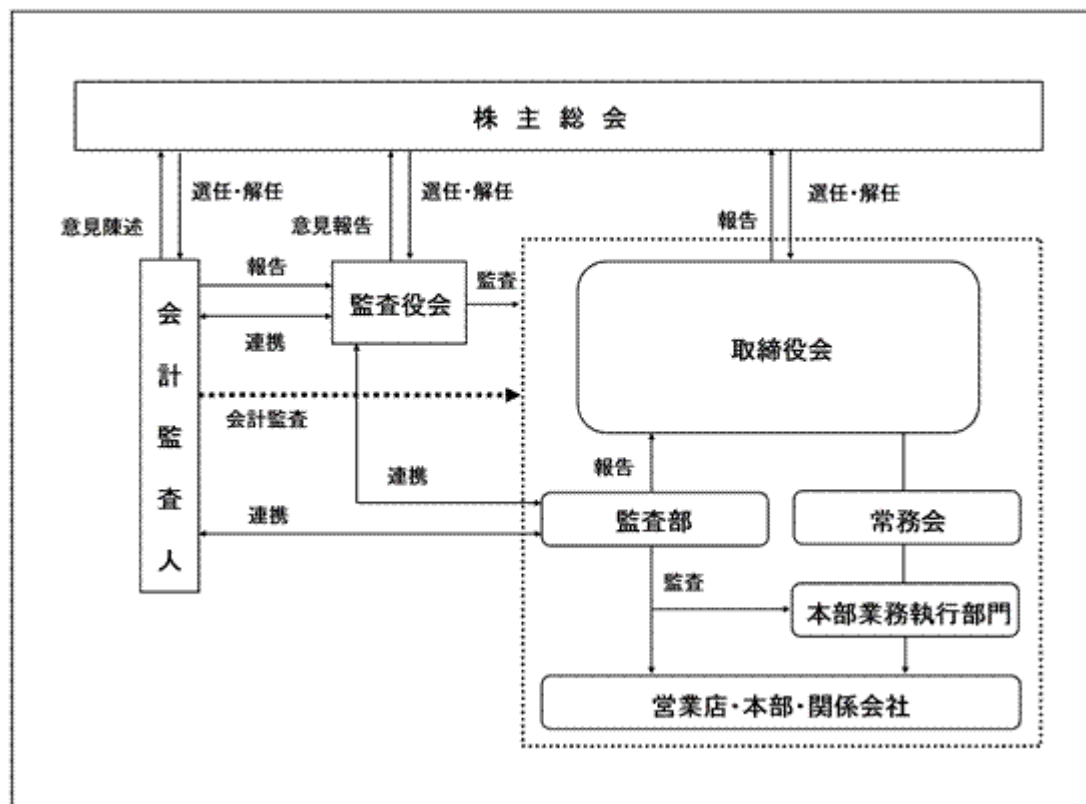 株主総会
選任・解任
選任・解任
選任・解任
意見陳述
意見報告
報告
報告
監査役会
監査
会計監査人
連携
取締役会
会計監査
報告
連携
連携
監査部
常務会
監査
本部業務執行部門
営業店・本部・関係会社